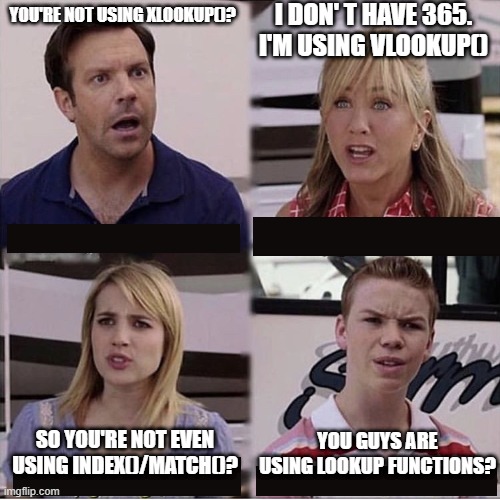 YOU'RE NOT USING XLOOKUP()?
I DON' T HAVE 365.
I'M USING VLOOKUP()
SO YOU'RE NOT EVEN
USING INDEX()/MATCH()?
YOU GUYS ARE
USING LOOKUP FUNCTIONS?
imgflip.com